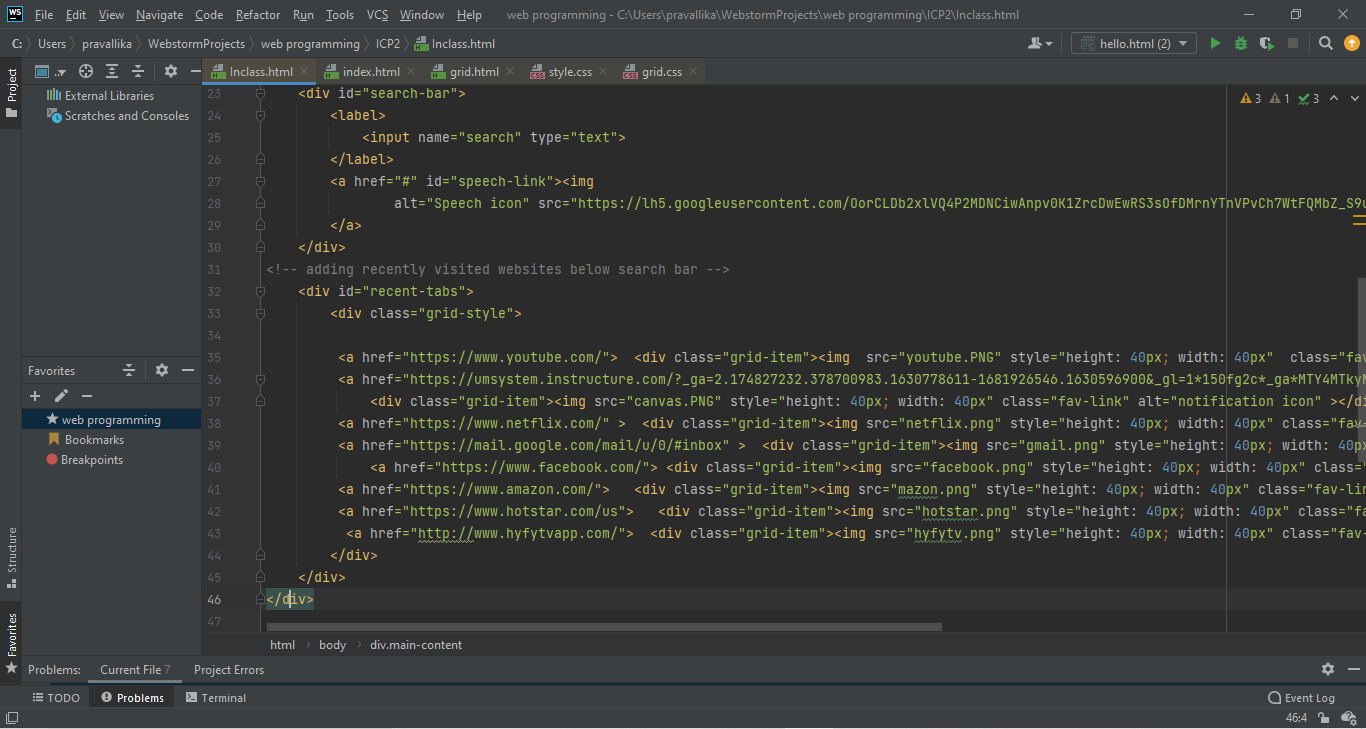 WS File Edit View Navigate Code Refactor Run Tools VCS Window Help web programming - C:\Users\pravallika\WebstormProjects\web programming\ICP2\Inclass.html
C: Users pravallika WebstormProjects web programming ICP2 Inclass.html hello.html (2)
Project
Inclass.html index.html grid.html style.css grid.css
External Libraries
Scratches and Consoles
3 1 3
23 <div id="search-bar">
24 <label>
25 <input name="search" type="text">
26 </label>
27 <a href="#" id="speech-link"><img
28 alt="Speech icon" src="https://lh5.googleusercontent.com/OorCLDb2xlVQ4P2MDNCiwAnpv0K1ZrcDwEwRS3sOfDMrnYTnVPvCh7WtFQMbZ_S9u
29 </a>
30 </div>
31 <!-- adding recently visited websites below search bar -->
32 <div id="recent-tabs">
33 <div class="grid-style">
34
35 <a href="https://www.youtube.com/"> <div class="grid-item"><img src="youtube.PNG" style="height: 40px; width: 40px" class="fav
36 <a href="https://umsystem.instructure.com/?_ga=2.174827232.378700983.1630778611-1681926546.1630596900&_gl=1*150fg2c*_ga*MTY4MTky
37 <div class="grid-item"><img src="canvas.PNG" style="height: 40px; width: 40px" class="fav-link" alt="notification icon" ></di
38 <a href="https://www.netflix.com/" > <div class="grid-item"><img src="netflix.png" style="height: 40px; width: 40px" class="fav-
39 <a href="https://mail.google.com/mail/u/0/#inbox" > <div class="grid-item"><img src="gmail.png" style="height: 40px; width: 40px
40 <a href="https://www.facebook.com/"> <div class="grid-item"><img src="facebook.png" style="height: 40px; width: 40px" class="
41 <a href="https://www.amazon.com/"> <div class="grid-item"><img src="mazon.png" style="height: 40px; width: 40px" class="fav-lin
42 <a href="https://www.hotstar.com/us"> <div class="grid-item"><img src="hotstar.png" style="height: 40px; width: 40px" class="fa
43 <a href="http://www.hyfytvapp.com/"> <div class="grid-item"><img src="hyfytv.png" style="height: 40px; width: 40px" class="fav-
44 </div>
45 </div>
46 </div>
47
Favorites
web programming
Bookmarks
Breakpoints
Structure
Favorites
html body div.main-content
Problems: Current File 7 Project Errors
TODO Problems Terminal Event Log
46:4